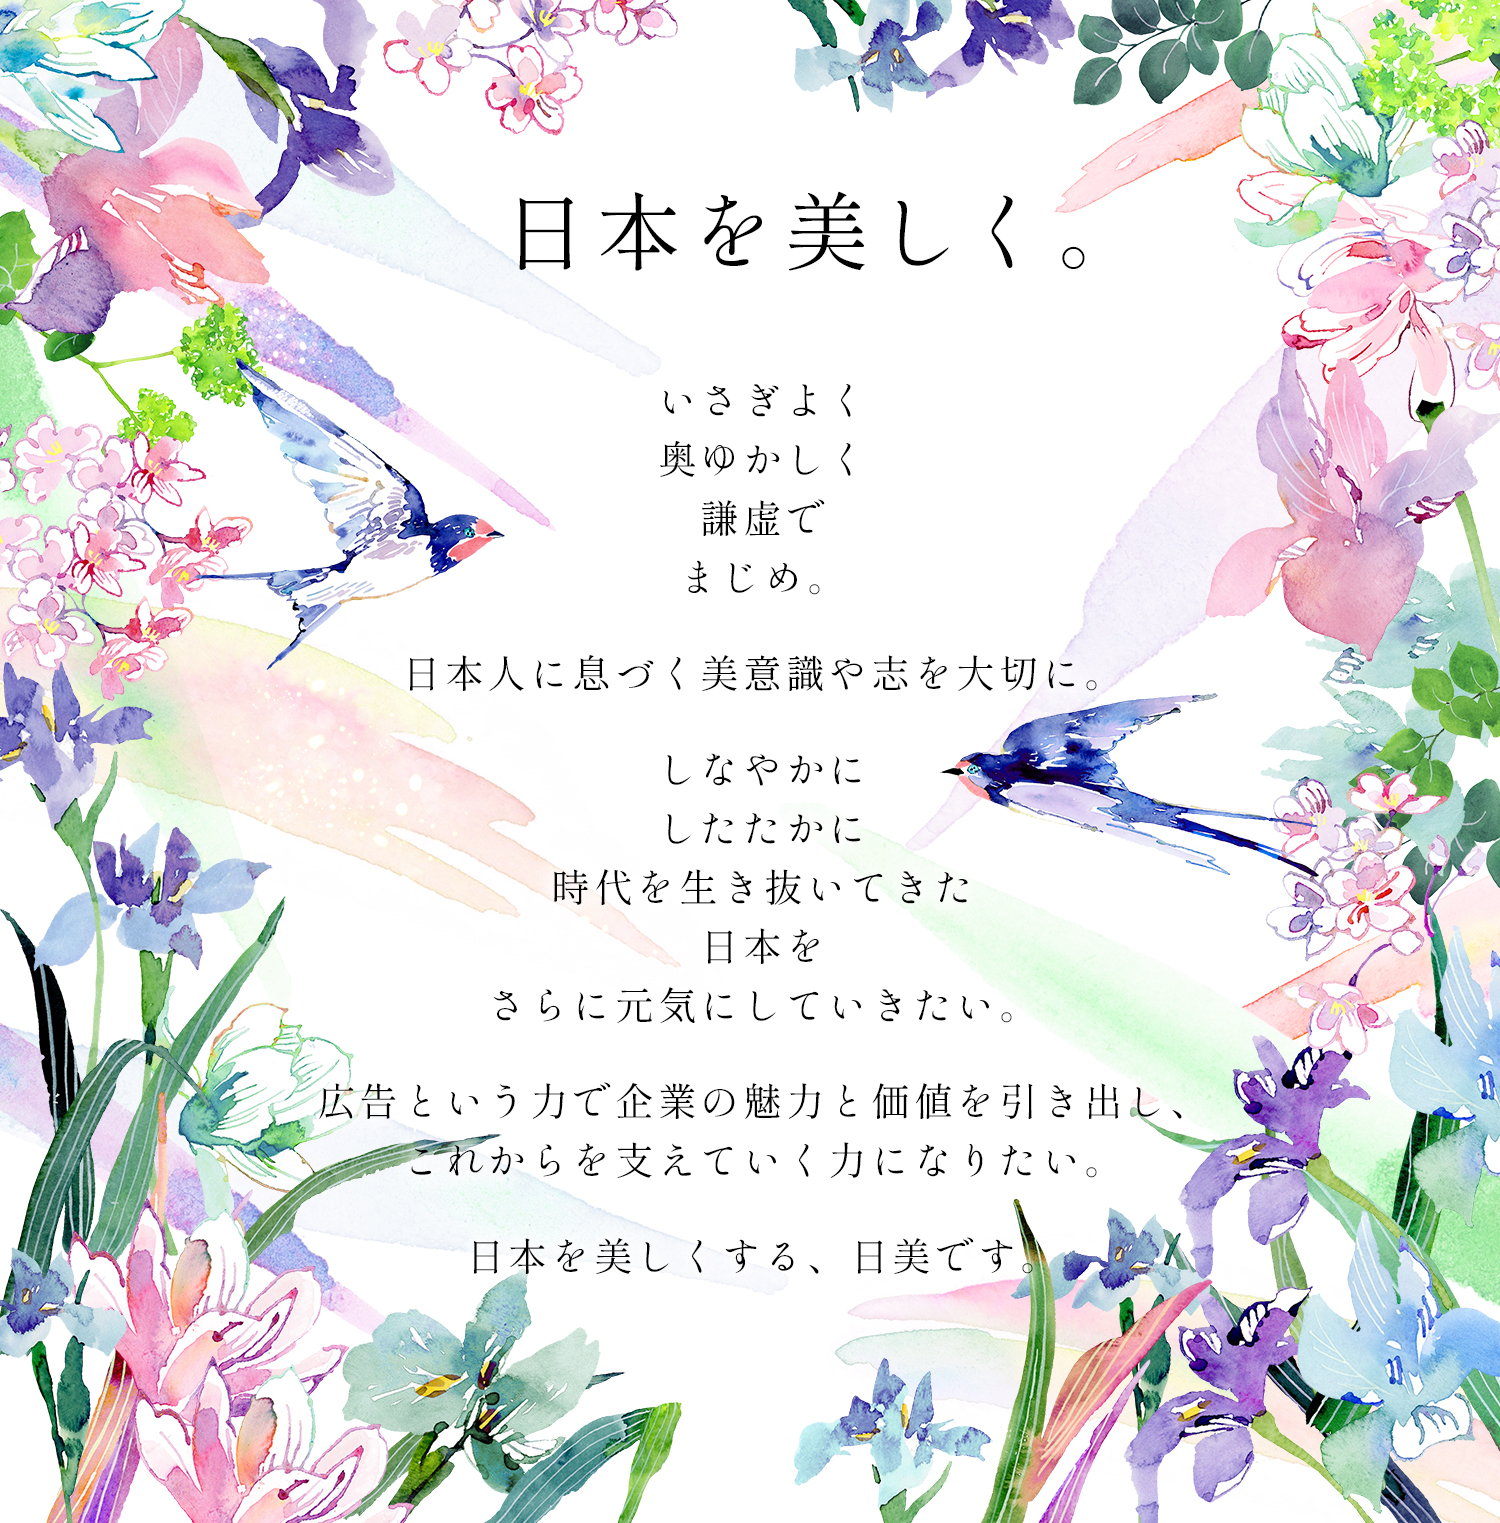 日本を美しく。
いさぎよく
奥ゆかしく
謙虚で
まじめ。
日本人に息づく美意識や志を大切に。
しなやかに
したたかに
時代を生き抜いてきた
日本を
さらに元気にしていきたい。
広告という力で企業の魅力と価値を引き出し、
これからを支えていく力になりたい。
日本を美しくする、日美です。